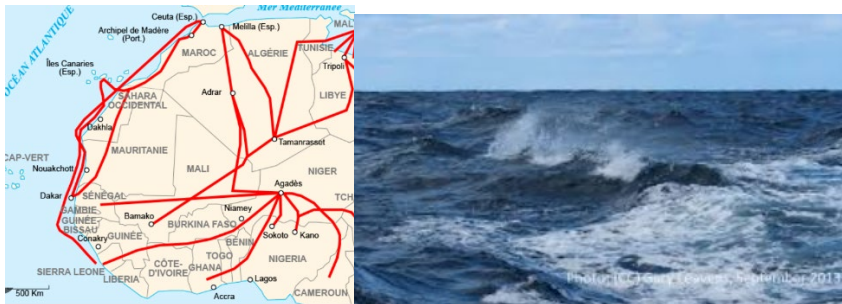 Mer Méditerranée
Ceuta (Esp.)
Melilla (Esp.)
Archipel de Madère
(Port.)
OCÉAN ATLANTIQUE
MAROC
ALGÉRIE
TUNISIE
Tripoli
Îles Canaries
(Esp.)
LIBYE
Adrar
SAHARA
OCCIDENTAL
Dakhla
Tamanrasset
MAURITANIE
CAP-VERT
Nouakchott
MALI
NIGER
Agadès
TCH
Dakar
SÉNÉGAL
GAMBIE
GUINÉE-
BISSAU
Bamako
Niamey
BURKINA FASO
Sokoto
Kano
Conakry
GUINÉE
BÉNIN
TOGO
NIGERIA
SIERRA LEONE
CÔTE-
D'IVOIRE
GHANA
LIBERIA
Lagos
Accra
CAMEROUN
500 Km
Photo: (CC) Gary Leavens, September 2013